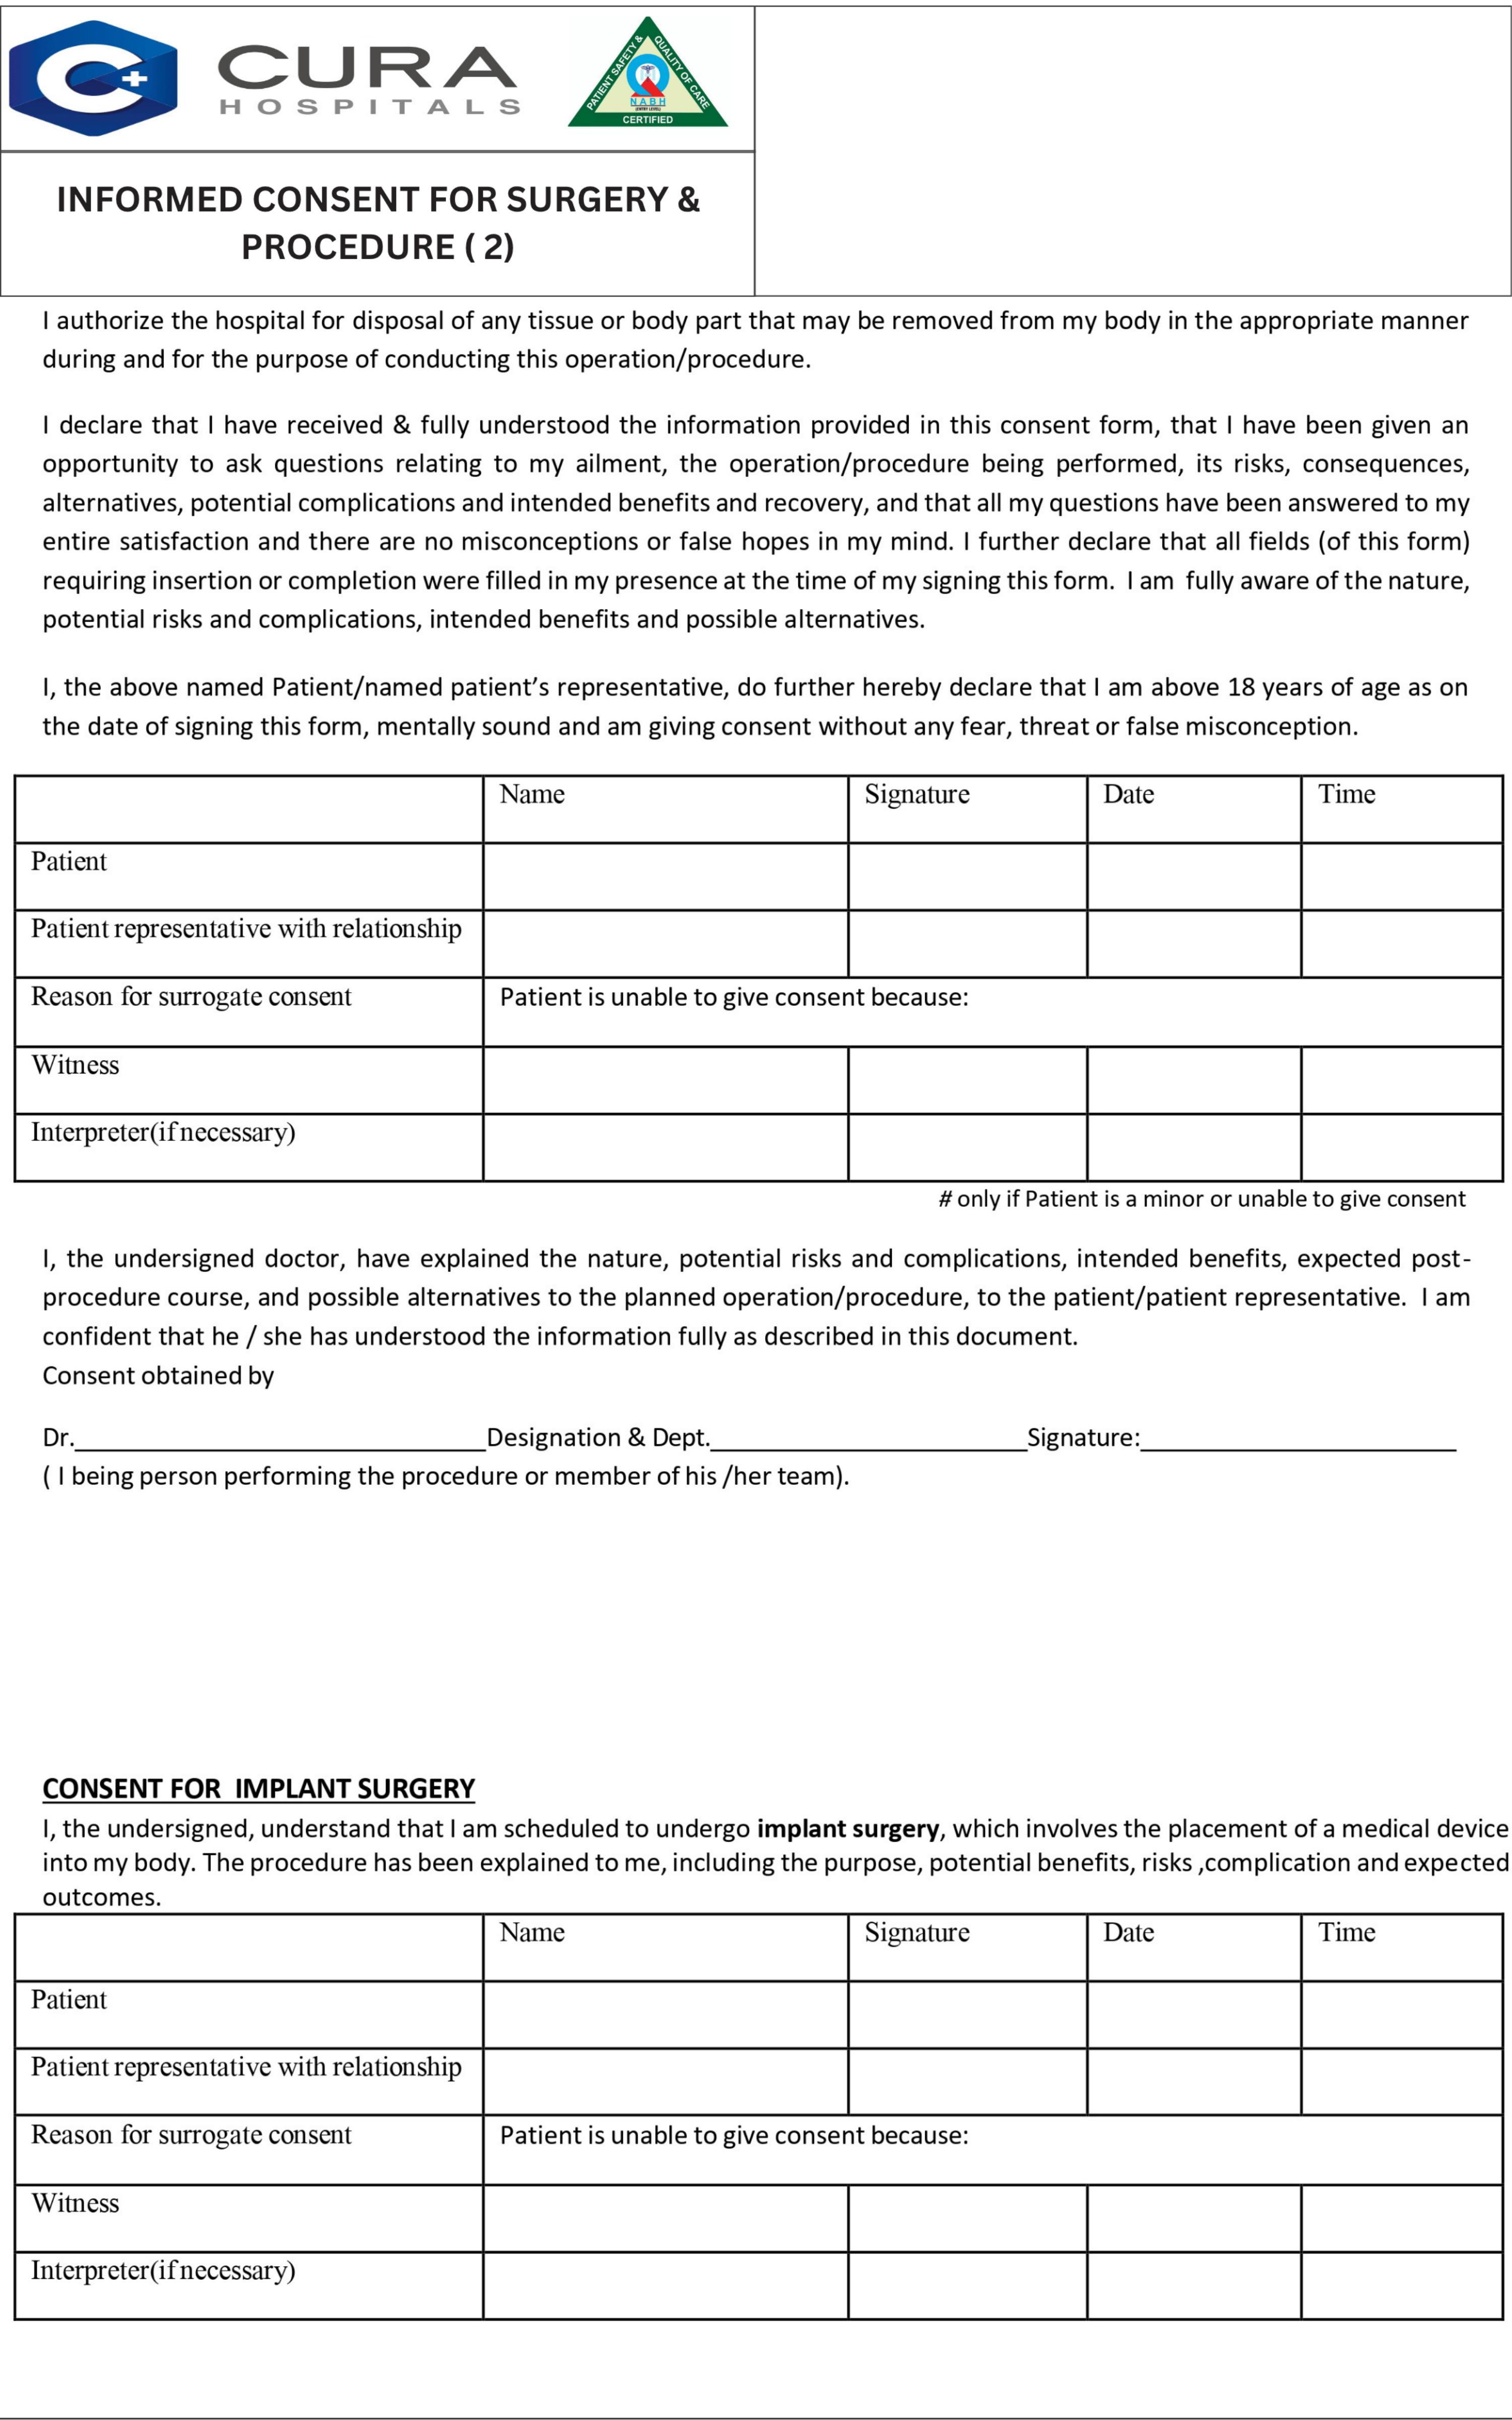 CURA
HOSPITALS
PATIENT SAFETY & QUALITY OF CARE
NABH
(ENTRY LEVEL)
CERTIFIED
INFORMED CONSENT FOR SURGERY &
PROCEDURE ( 2)
I authorize the hospital for disposal of any tissue or body part that may be removed from my body in the appropriate manner
during and for the purpose of conducting this operation/procedure.
I declare that I have received & fully understood the information provided in this consent form, that I have been given an
opportunity to ask questions relating to my ailment, the operation/procedure being performed, its risks, consequences,
alternatives, potential complications and intended benefits and recovery, and that all my questions have been answered to my
entire satisfaction and there are no misconceptions or false hopes in my mind. I further declare that all fields (of this form)
requiring insertion or completion were filled in my presence at the time of my signing this form. I am fully aware of the nature,
potential risks and complications, intended benefits and possible alternatives.
I, the above named Patient/named patient’s representative, do further hereby declare that I am above 18 years of age as on
the date of signing this form, mentally sound and am giving consent without any fear, threat or false misconception.
Name Signature Date Time
Patient
Patient representative with relationship
Reason for surrogate consent Patient is unable to give consent because:
Witness
Interpreter(if necessary)
# only if Patient is a minor or unable to give consent
I, the undersigned doctor, have explained the nature, potential risks and complications, intended benefits, expected post-
procedure course, and possible alternatives to the planned operation/procedure, to the patient/patient representative. I am
confident that he / she has understood the information fully as described in this document.
Consent obtained by
Dr.______________________________Designation & Dept._______________________Signature:_______________________
( I being person performing the procedure or member of his /her team).
CONSENT FOR IMPLANT SURGERY
I, the undersigned, understand that I am scheduled to undergo implant surgery, which involves the placement of a medical device
into my body. The procedure has been explained to me, including the purpose, potential benefits, risks ,complication and expected
outcomes.
Name Signature Date Time
Patient
Patient representative with relationship
Reason for surrogate consent Patient is unable to give consent because:
Witness
Interpreter(if necessary)